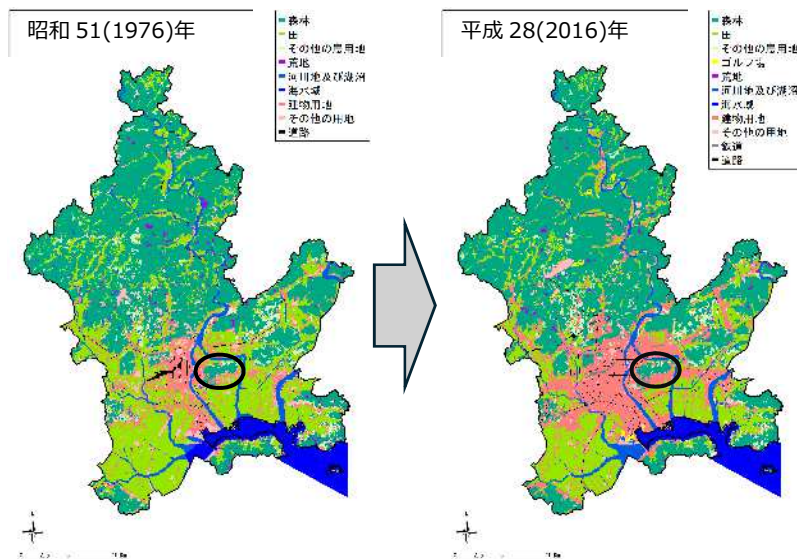 昭和 51(1976)年
森林
田
その他の農用地
荒地
河川地及び湖沼
海水域
建物用地
その他の用地
道路
平成 28(2016)年
森林
田
その他の農用地
ゴルフ場
荒地
河川地及び湖沼
海水域
建物用地
その他の用地
鉄道
道路